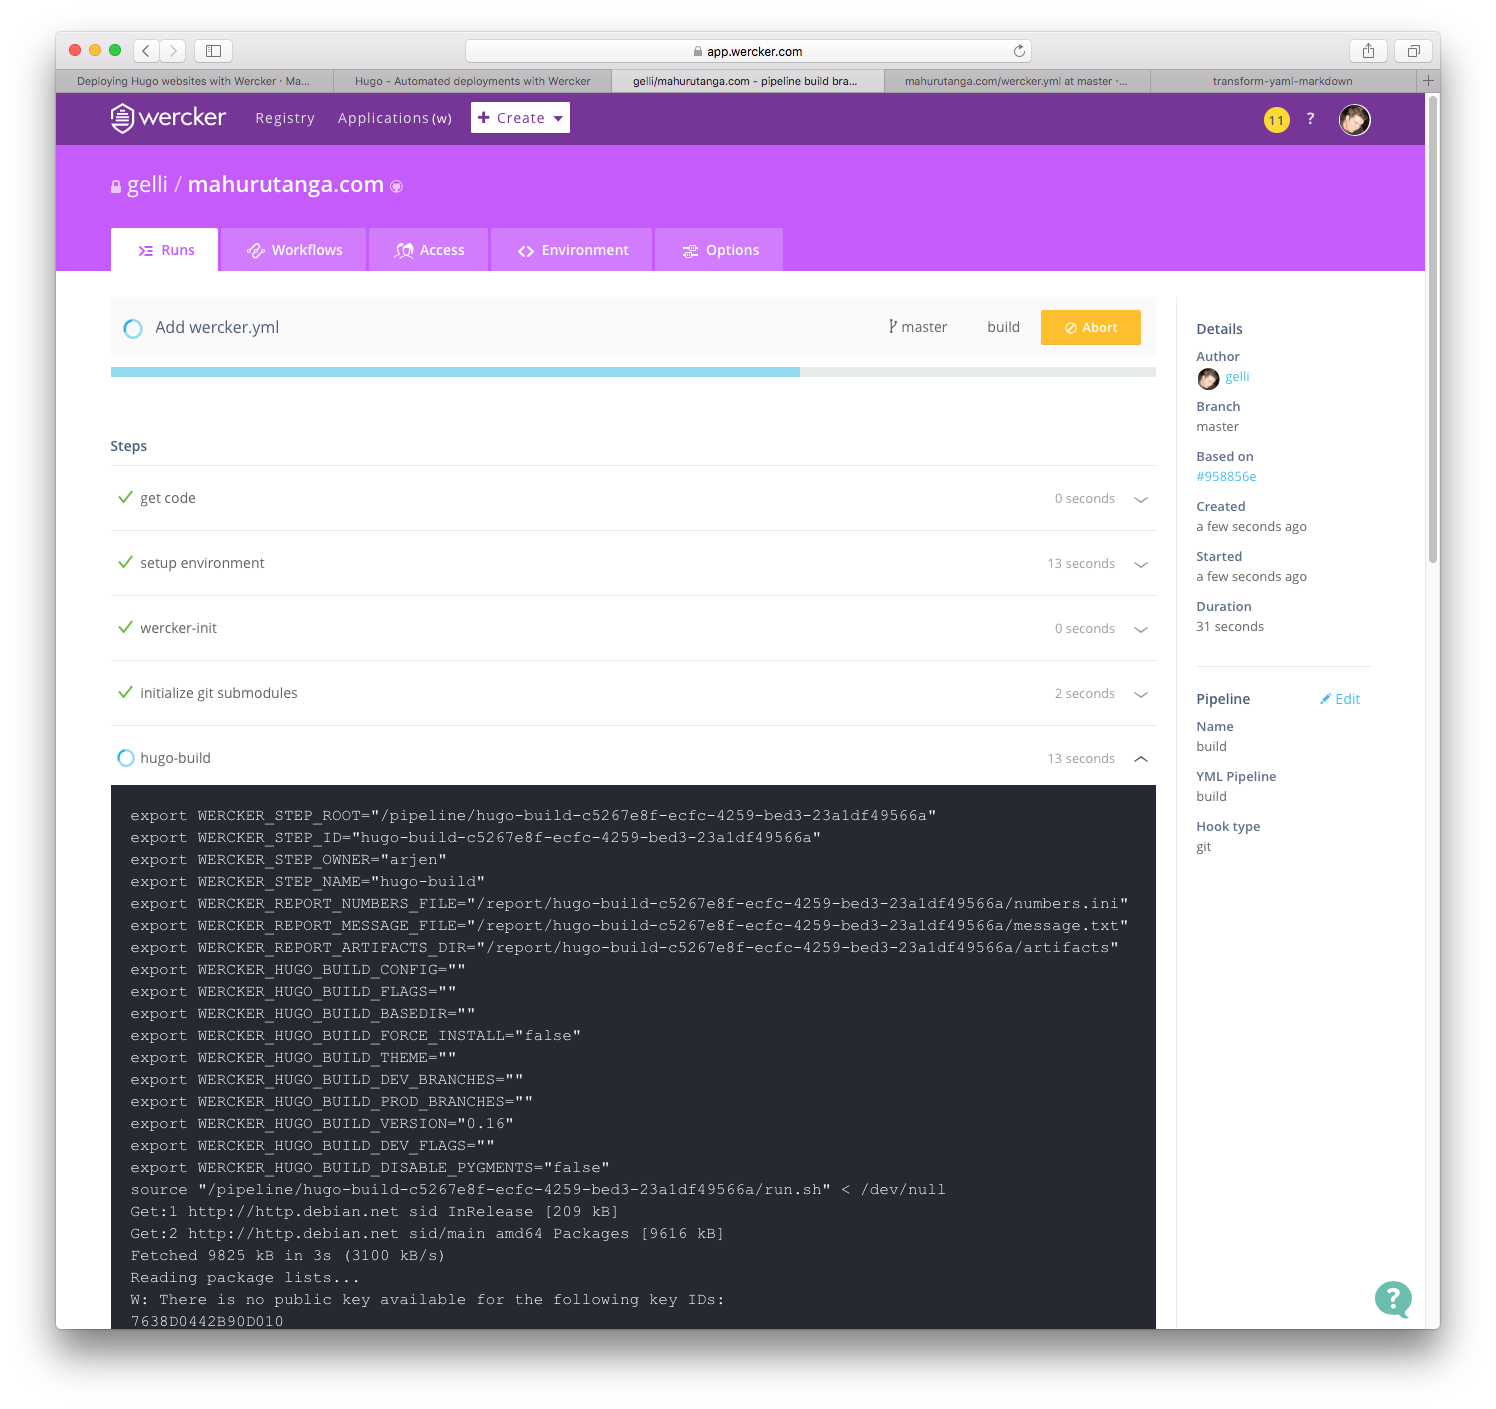 app.wercker.com
Deploying Hugo websites with Wercker · Ma...
Hugo - Automated deployments with Wercker
gelli/mahurutanga.com - pipeline build bra...
mahurutanga.com/wercker.yml at master ·...
transform-yaml-markdown
wercker
Registry
Applications (w)
+ Create
11
?
gelli / mahurutanga.com
Runs
Workflows
Access
Environment
Options
Add wercker.yml
master
build
Abort
Steps
get code
0 seconds
setup environment
13 seconds
wercker-init
0 seconds
initialize git submodules
2 seconds
hugo-build
13 seconds
export WERCKER_STEP_ROOT="/pipeline/hugo-build-c5267e8f-ecfc-4259-bed3-23a1df49566a"
export WERCKER_STEP_ID="hugo-build-c5267e8f-ecfc-4259-bed3-23a1df49566a"
export WERCKER_STEP_OWNER="arjen"
export WERCKER_STEP_NAME="hugo-build"
export WERCKER_REPORT_NUMBERS_FILE="/report/hugo-build-c5267e8f-ecfc-4259-bed3-23a1df49566a/numbers.ini"
export WERCKER_REPORT_MESSAGE_FILE="/report/hugo-build-c5267e8f-ecfc-4259-bed3-23a1df49566a/message.txt"
export WERCKER_REPORT_ARTIFACTS_DIR="/report/hugo-build-c5267e8f-ecfc-4259-bed3-23a1df49566a/artifacts"
export WERCKER_HUGO_BUILD_CONFIG=""
export WERCKER_HUGO_BUILD_FLAGS=""
export WERCKER_HUGO_BUILD_BASEDIR=""
export WERCKER_HUGO_BUILD_FORCE_INSTALL="false"
export WERCKER_HUGO_BUILD_THEME=""
export WERCKER_HUGO_BUILD_DEV_BRANCHES=""
export WERCKER_HUGO_BUILD_PROD_BRANCHES=""
export WERCKER_HUGO_BUILD_VERSION="0.16"
export WERCKER_HUGO_BUILD_DEV_FLAGS=""
export WERCKER_HUGO_BUILD_DISABLE_PYGMENTS="false"
source "/pipeline/hugo-build-c5267e8f-ecfc-4259-bed3-23a1df49566a/run.sh" < /dev/null
Get:1 http://http.debian.net sid InRelease [209 kB]
Get:2 http://http.debian.net sid/main amd64 Packages [9616 kB]
Fetched 9825 kB in 3s (3100 kB/s)
Reading package lists...
W: There is no public key available for the following key IDs:
7638D0442B90D010
Details
Author
gelli
Branch
master
Based on
#958856e
Created
a few seconds ago
Started
a few seconds ago
Duration
31 seconds
Pipeline
Edit
Name
build
YML Pipeline
build
Hook type
git
?